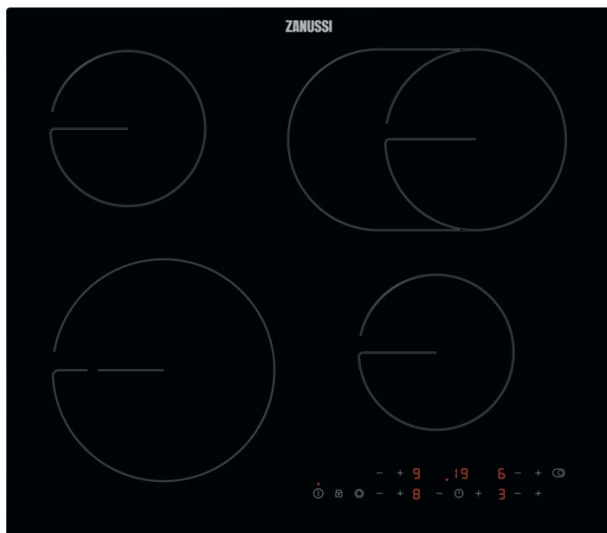 ZANUSSI
- + 9 .19 6 - +
- + 8 - + 3 - +